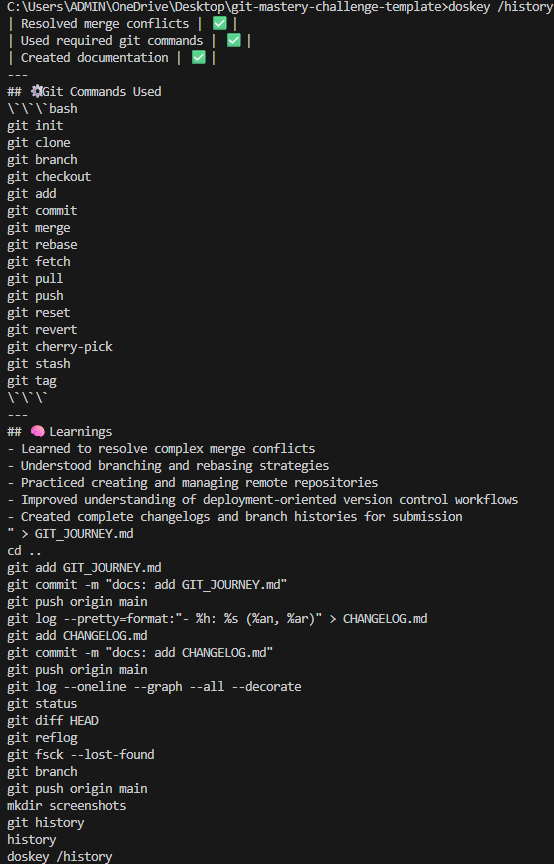 C:\Users\ADMIN\OneDrive\Desktop\git-mastery-challenge-template>doskey /history
| Resolved merge conflicts | ✅ |
| Used required git commands | ✅ |
| Created documentation | ✅ |
---
## ⚙️Git Commands Used
\`\`\`bash
git init
git clone
git branch
git checkout
git add
git commit
git merge
git rebase
git fetch
git pull
git push
git reset
git revert
git cherry-pick
git stash
git tag
\`\`\`
---
## 🧠 Learnings
- Learned to resolve complex merge conflicts
- Understood branching and rebasing strategies
- Practiced creating and managing remote repositories
- Improved understanding of deployment-oriented version control workflows
- Created complete changelogs and branch histories for submission
" > GIT_JOURNEY.md
cd ..
git add GIT_JOURNEY.md
git commit -m "docs: add GIT_JOURNEY.md"
git push origin main
git log --pretty=format:"- %h: %s (%an, %ar)" > CHANGELOG.md
git add CHANGELOG.md
git commit -m "docs: add CHANGELOG.md"
git push origin main
git log --oneline --graph --all --decorate
git status
git diff HEAD
git reflog
git fsck --lost-found
git branch
git push origin main
mkdir screenshots
git history
history
doskey /history